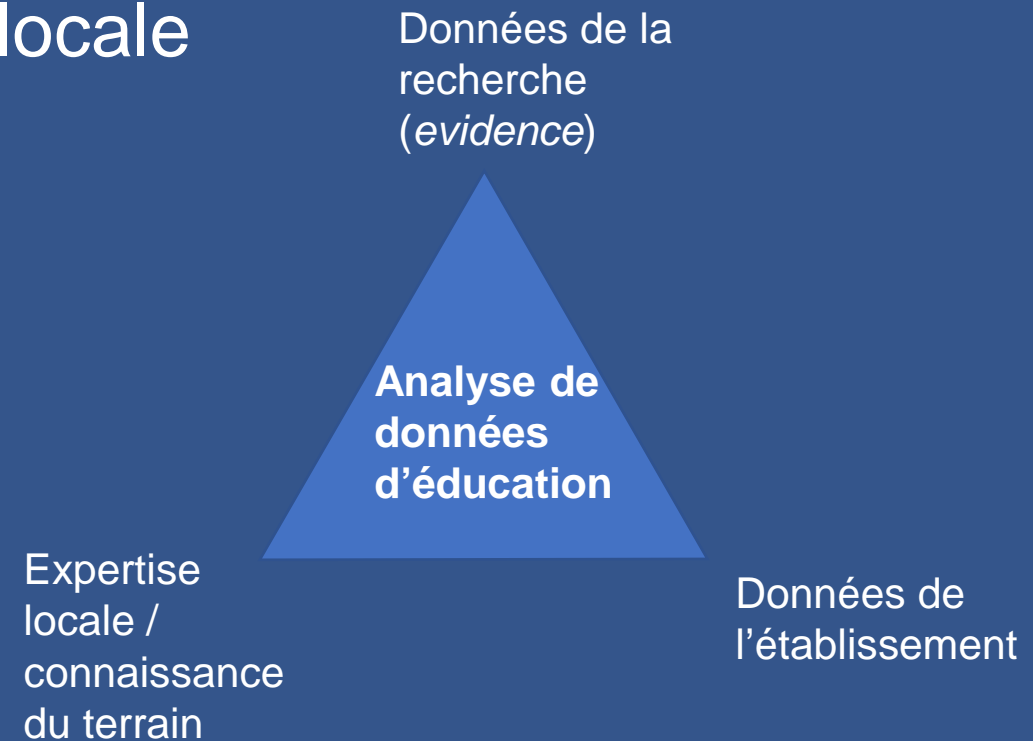 locale
Données de la
recherche
(evidence)
Analyse de
données
d’éducation
Expertise
locale /
connaissance
du terrain
Données de
l’établissement